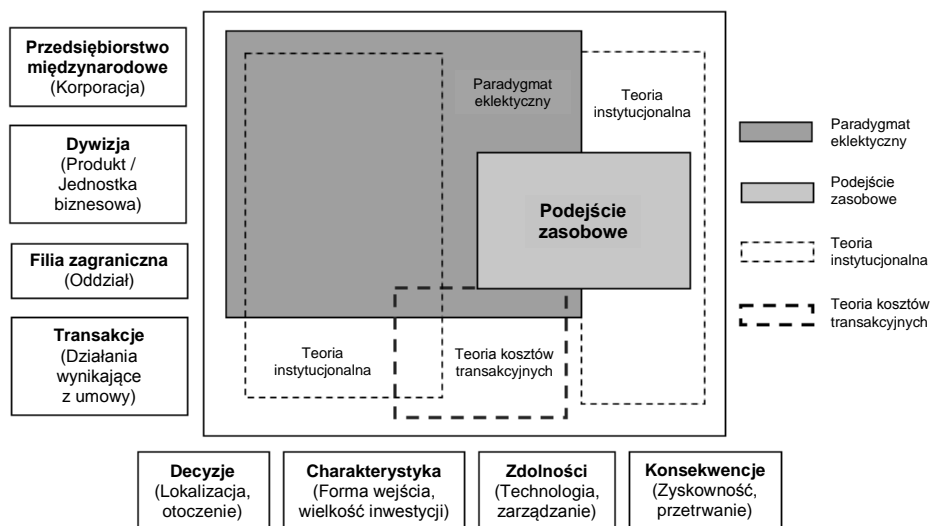 Przedsiębiorstwo
międzynarodowe
(Korporacja)
Dywizja
(Produkt /
Jednostka
biznesowa)
Filia zagraniczna
(Oddział)
Transakcje
(Działania
wynikające
z umowy)
Paradygmat
eklektyczny
Teoria
instytucjonalna
Podejście
zasobowe
Teoria
instytucjonalna
Teoria kosztów
transakcyjnych
Paradygmat
eklektyczny
Podejście
zasobowe
Teoria
instytucjonalna
Teoria kosztów
transakcyjnych
Decyzje
(Lokalizacja,
otoczenie)
Charakterystyka
(Forma wejścia,
wielkość inwestycji)
Zdolności
(Technologia,
zarządzanie)
Konsekwencje
(Zyskowność,
przetrwanie)